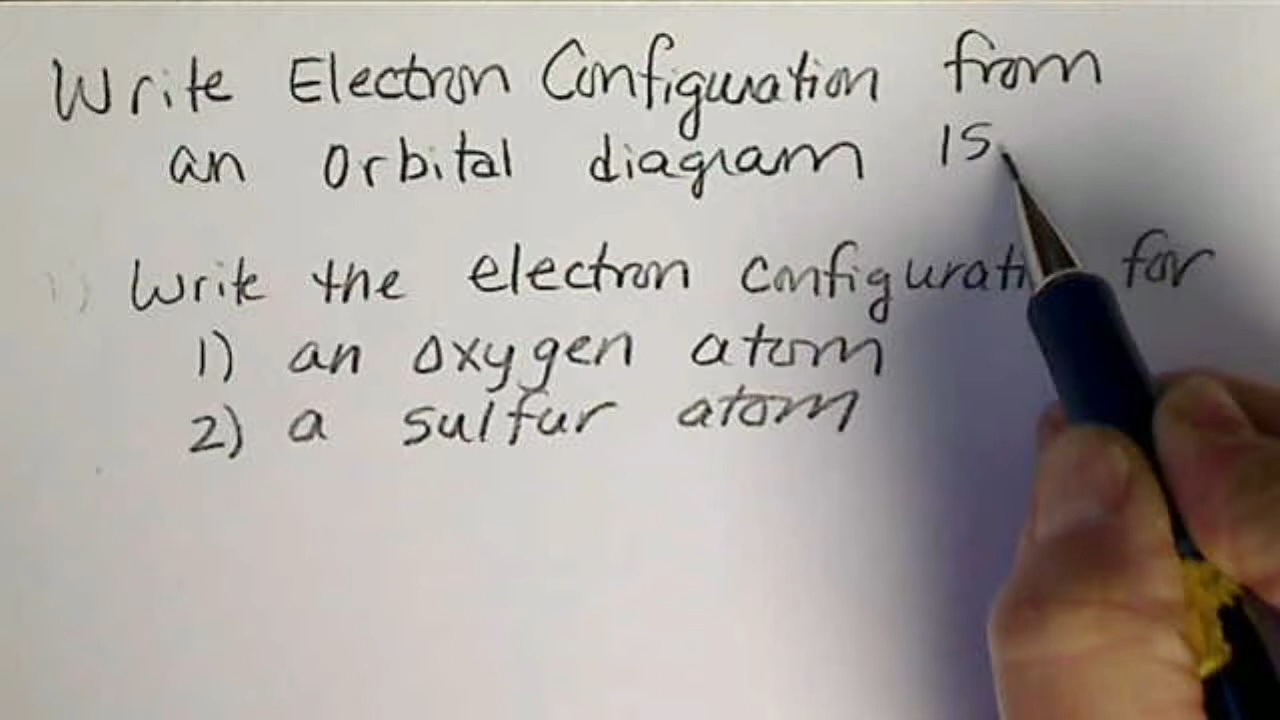 Write Electron Configuration from
an orbital diagram 1S
1) Write the electron configurati for
1) an oxygen atom
2) a sulfur atom